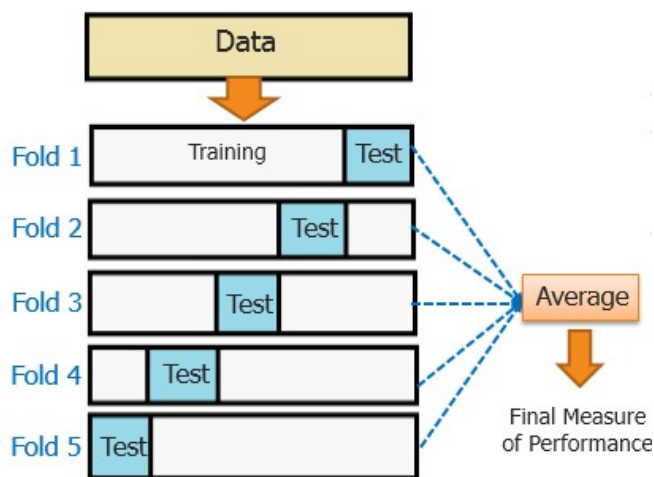 Data
Fold 1
Training
Test
Fold 2
Test
Fold 3
Test
Average
Fold 4
Test
Fold 5
Test
Final Measure
of Performance